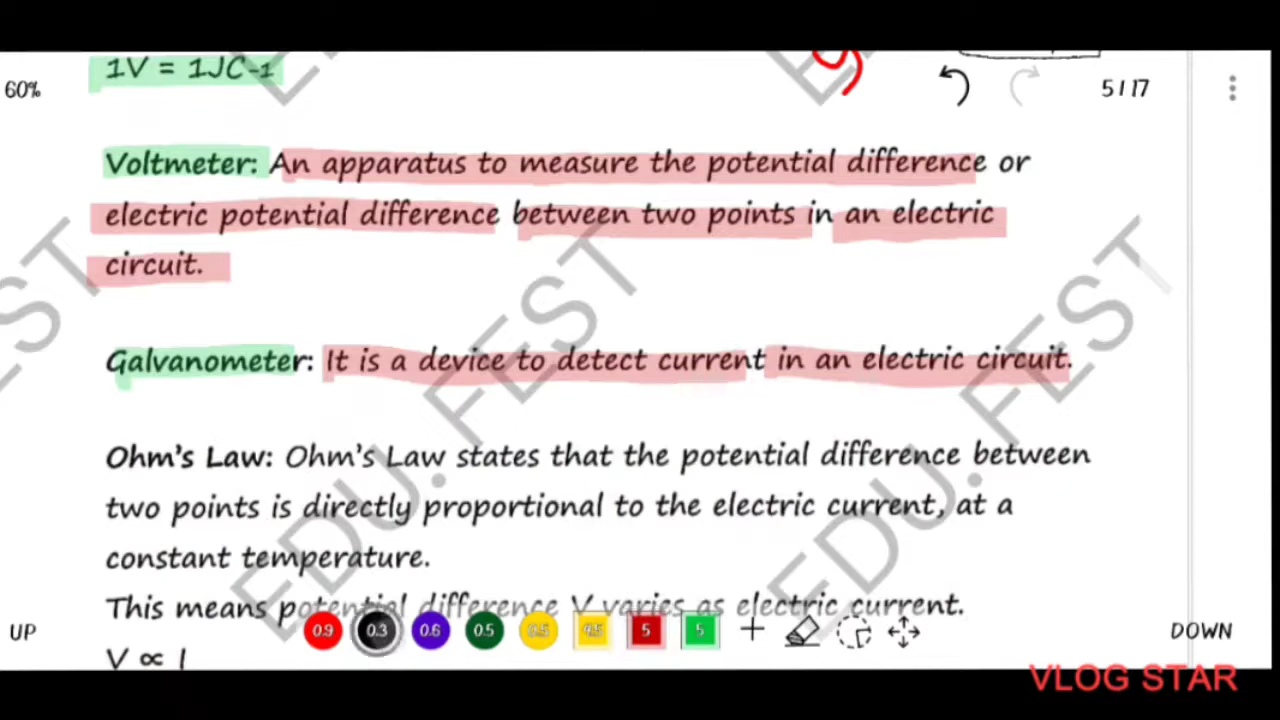 1V = 1JC-1
60%
5 / 17
Voltmeter: An apparatus to measure the potential difference or
electric potential difference between two points in an electric
circuit.
Galvanometer: It is a device to detect current in an electric circuit.
Ohm's Law: Ohm's Law states that the potential difference between
two points is directly proportional to the electric current, at a
constant temperature.
This means potential difference V varies as electric current.
UP
0.9 0.3 0.6 0.5 0.5 4.5 5 5
DOWN
V ∝ I
VLOG STAR
EDU. FEST
EDU. FEST